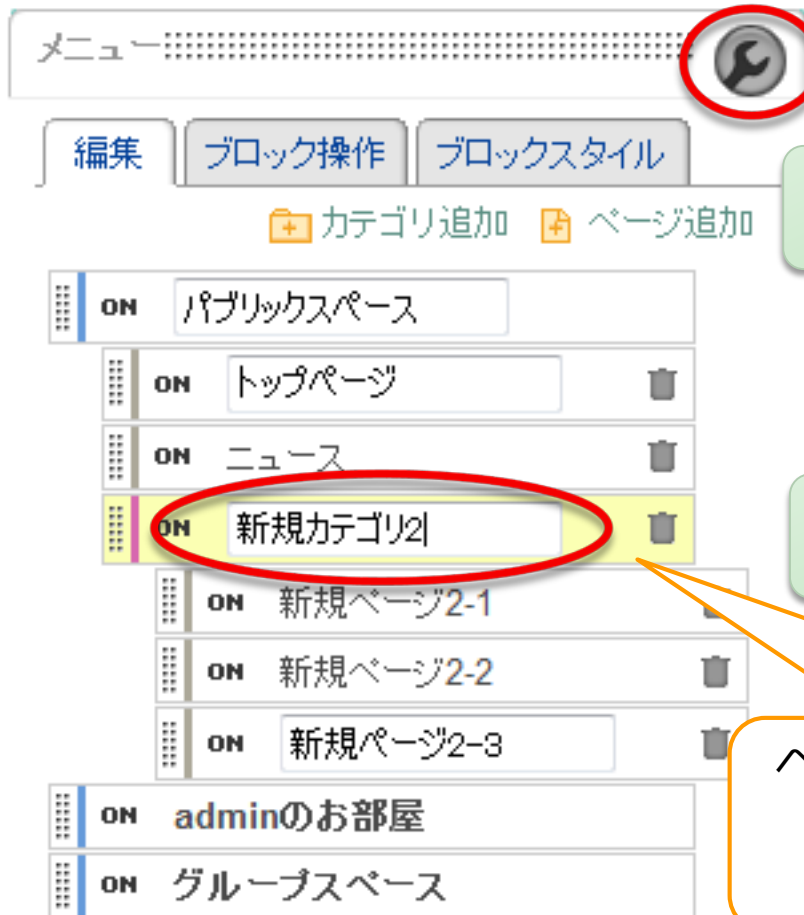 メニュー
編集 ブロック操作 ブロックスタイル
カテゴリ追加 ページ追加
ON パブリックスペース
ON トップページ
ON ニュース
ON 新規カテゴリ2
ON 新規ページ2-1
ON 新規ページ2-2
ON 新規ページ2-3
ペ
ON adminのお部屋
ON グループスペース